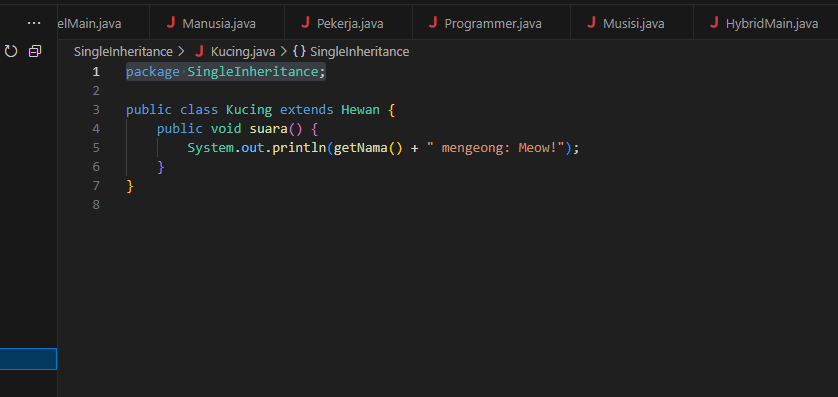 ... elMain.java J Manusia.java J Pekerja.java J Programmer.java J Musisi.java J HybridMain.java
SingleInheritance > J Kucing.java > {} SingleInheritance
1 package SingleInheritance;
2
3 public class Kucing extends Hewan {
4 public void suara() {
5 System.out.println(getNama() + " mengeong: Meow!");
6 }
7 }
8